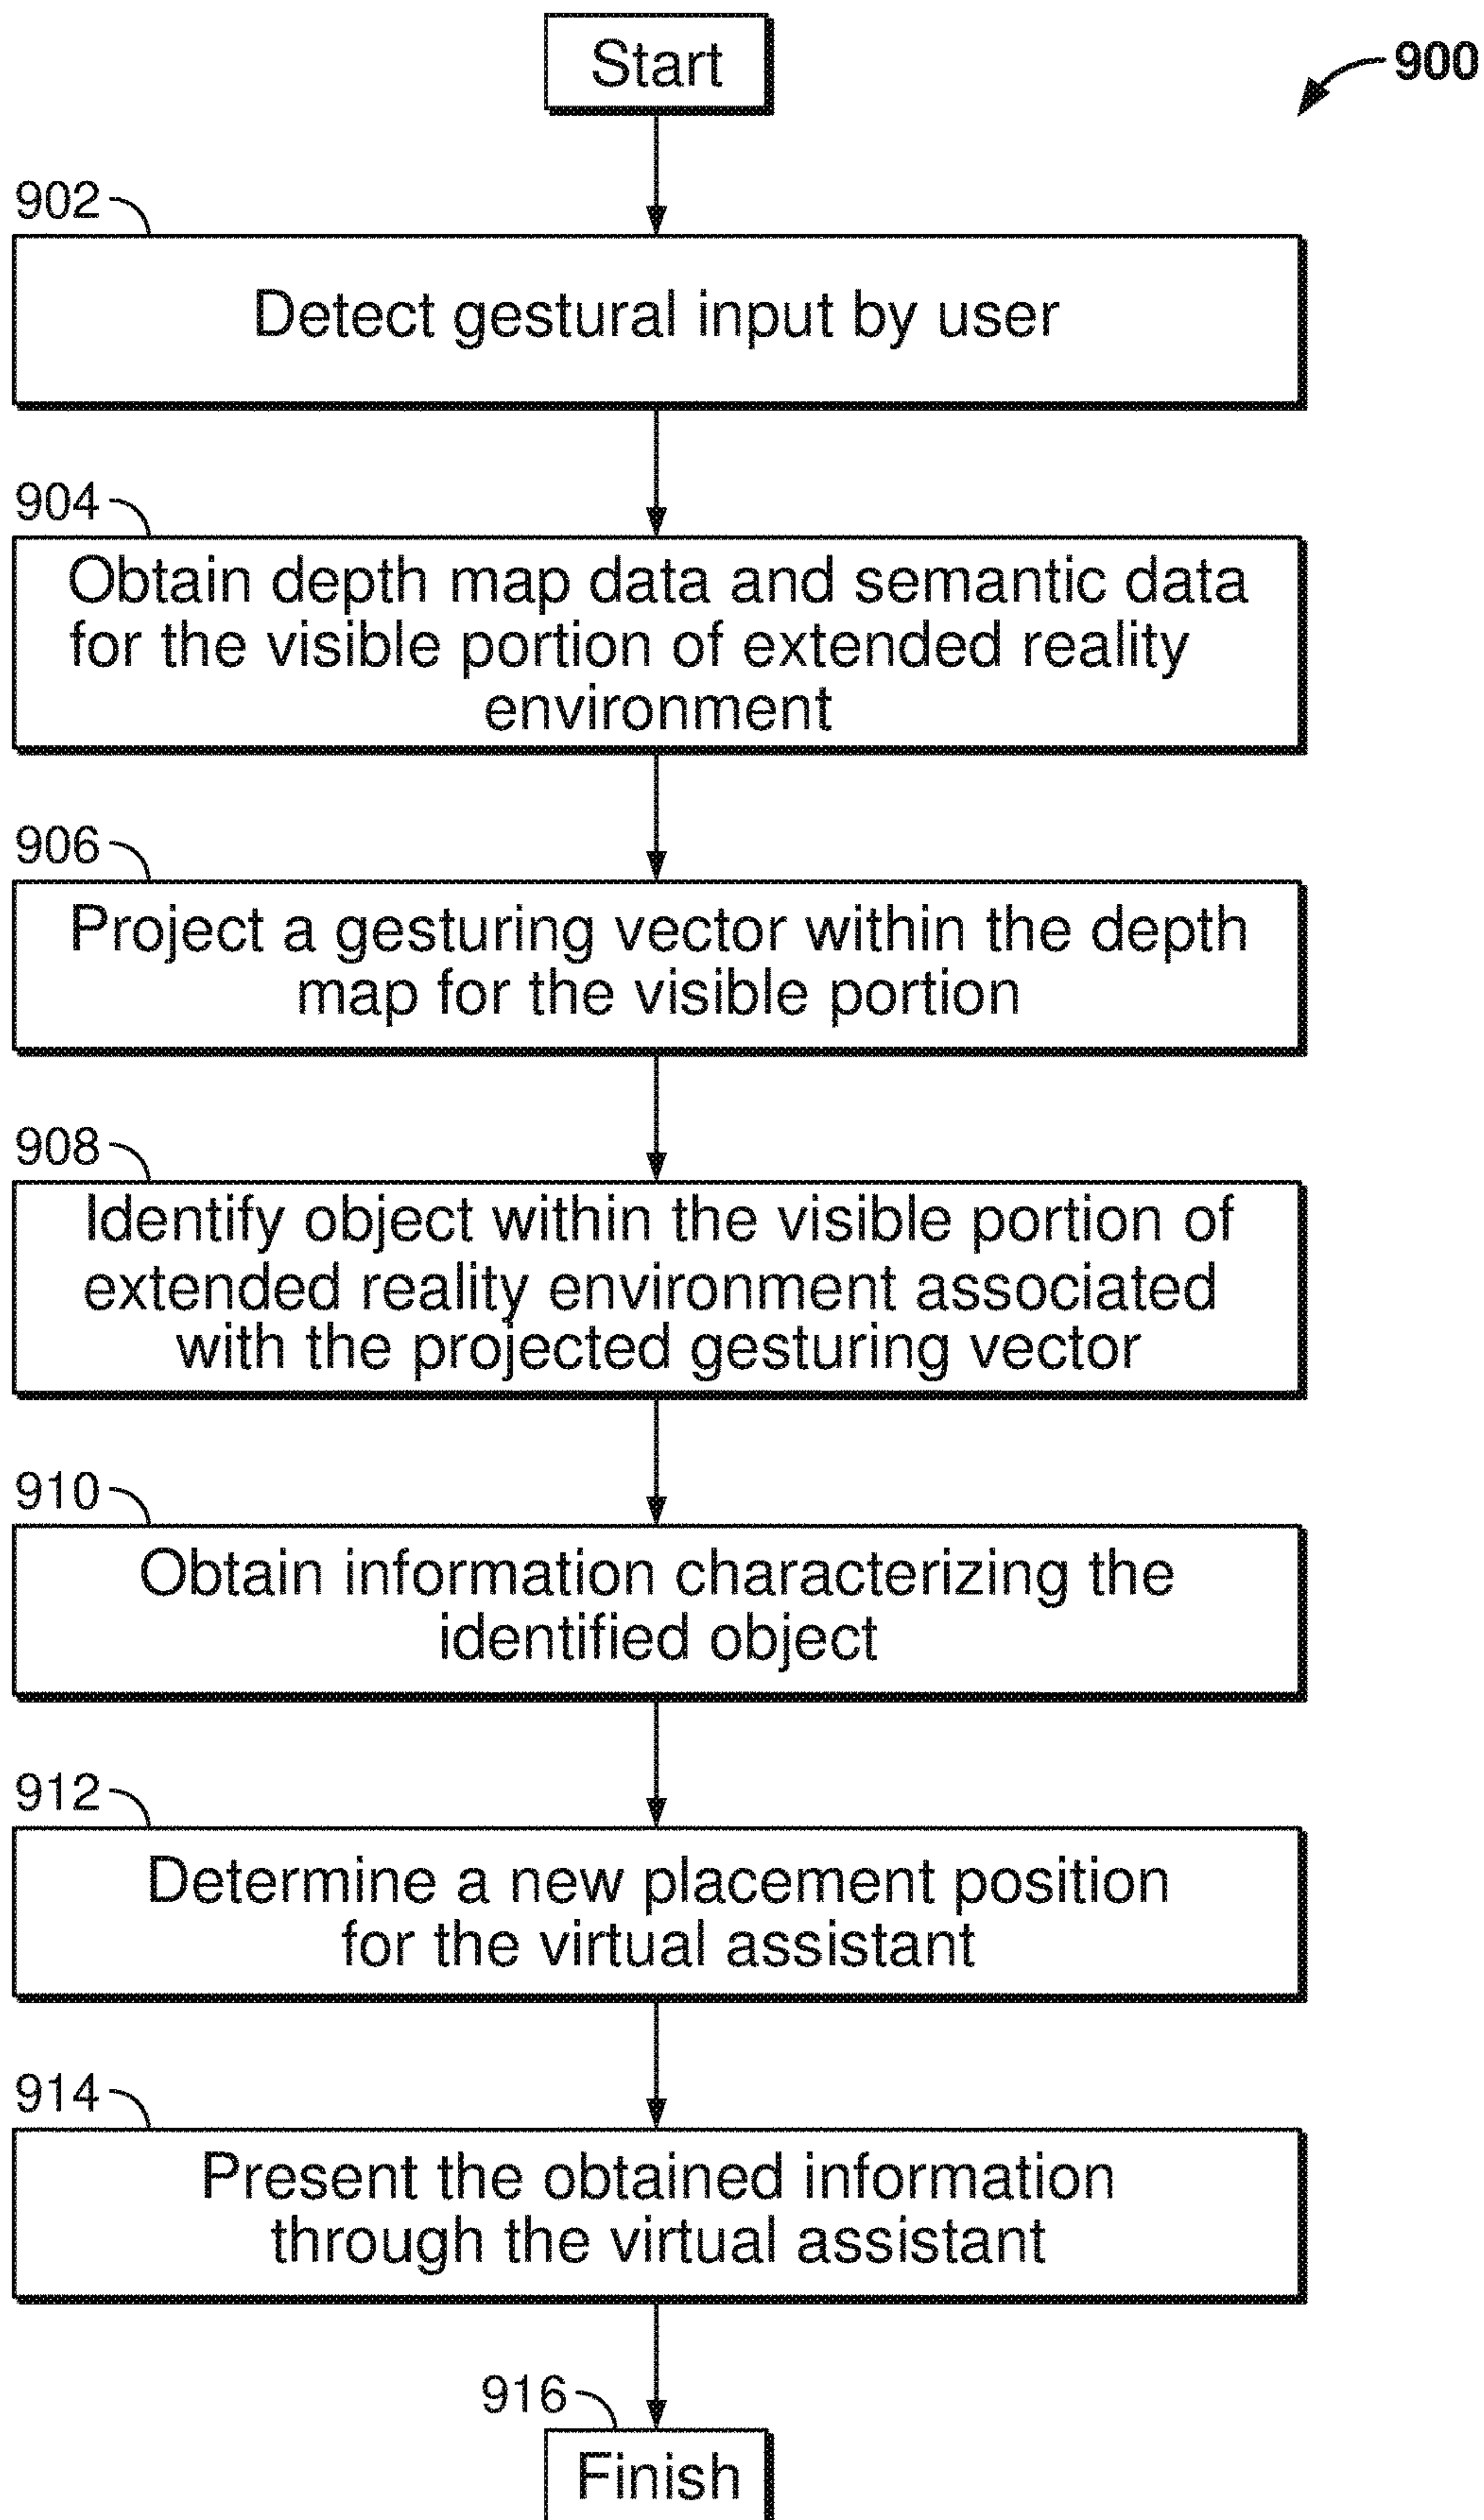 Start
900
902
Detect gestural input by user
904
Obtain depth map data and semantic data
for the visible portion of extended reality
environment
906
Project a gesturing vector within the depth
map for the visible portion
908
Identify object within the visible portion of
extended reality environment associated
with the projected gesturing vector
910
Obtain information characterizing the
identified object
912
Determine a new placement position
for the virtual assistant
914
Present the obtained information
through the virtual assistant
916
Finish